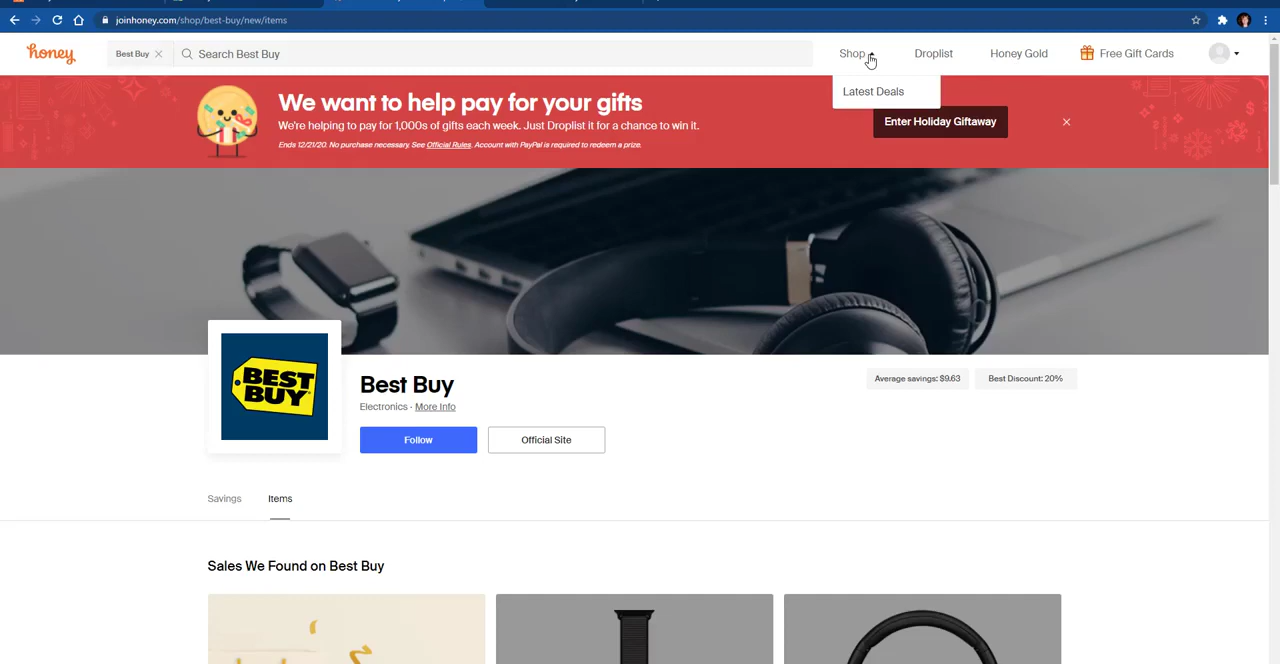 joinhoney.com/shop/best-buy/new/items
honey
Best Buy
Search Best Buy
Shop
Droplist
Honey Gold
Free Gift Cards
Latest Deals
We want to help pay for your gifts
We're helping to pay for 1,000s of gifts each week. Just Droplist it for a chance to win it.
Ends 12/21/20. No purchase necessary. See Official Rules. Account with PayPal is required to redeem a prize.
Enter Holiday Giftaway
BEST
BUY
Best Buy
Electronics · More Info
Average savings: $9.63
Best Discount: 20%
Follow
Official Site
Savings
Items
Sales We Found on Best Buy